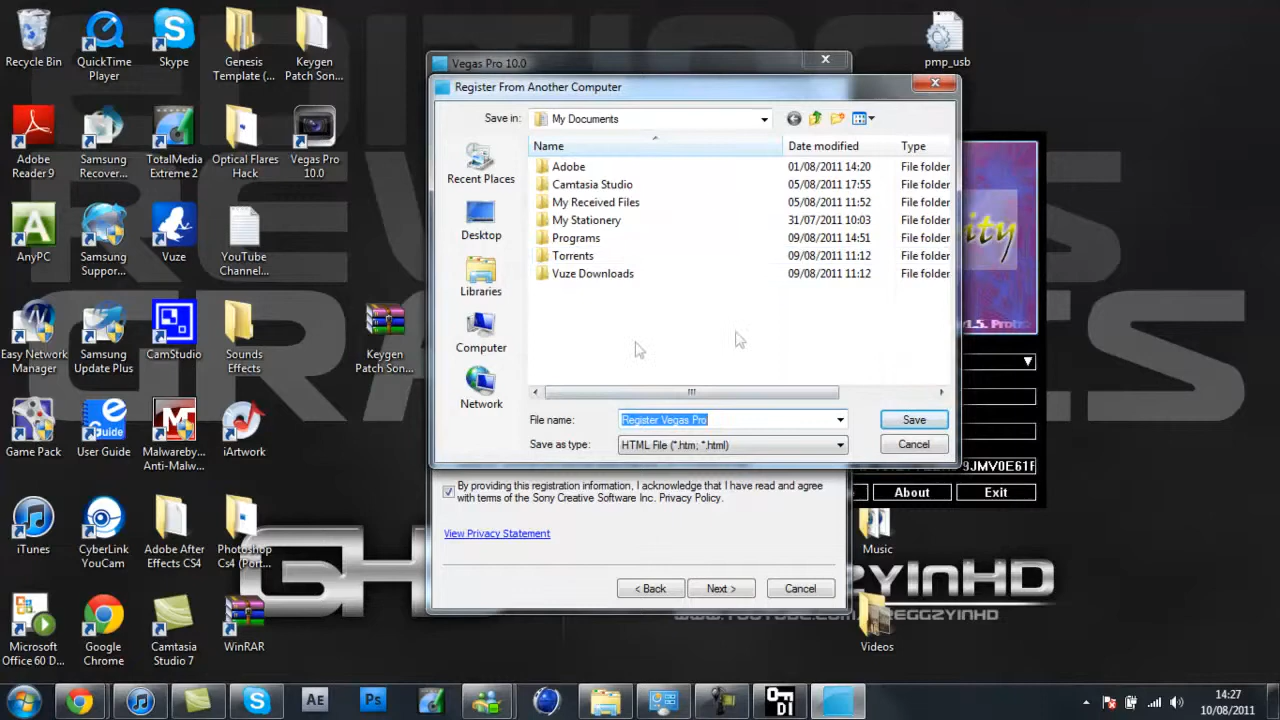 Recycle Bin
QuickTime
Player
Skype
Genesis
Template (...
Keygen
Patch Son...
pmp_usb
Adobe
Reader 9
Samsung
Recover...
TotalMedia
Extreme 2
Optical Flares
Hack
Vegas Pro
10.0
AnyPC
Samsung
Suppor...
Vuze
YouTube
Channel...
Easy Network
Manager
Samsung
Update Plus
CamStudio
Sounds
Effects
Keygen
Patch Son...
Game Pack
User Guide
Malwareby...
Anti-Malw...
iArtwork
iTunes
CyberLink
YouCam
Adobe After
Effects CS4
Photoshop
Cs4 (Port...
Microsoft
Office 60 D...
Google
Chrome
Camtasia
Studio 7
WinRAR
Vegas Pro 10.0
Register From Another Computer
Save in:
My Documents
Recent Places
Desktop
Libraries
Computer
Network
Name
Date modified
Type
Adobe 01/08/2011 14:20 File folder
Camtasia Studio 05/08/2011 17:55 File folder
My Received Files 05/08/2011 11:52 File folder
My Stationery 31/07/2011 10:03 File folder
Programs 09/08/2011 14:51 File folder
Torrents 09/08/2011 11:12 File folder
Vuze Downloads 09/08/2011 11:12 File folder
File name:
Register Vegas Pro
Save
Save as type:
HTML File (*.htm; *.html)
Cancel
By providing this registration information, I acknowledge that I have read and agree
with terms of the Sony Creative Software Inc. Privacy Policy.
View Privacy Statement
< Back
Next >
Cancel
ity
9JMV0E61F
About
Exit
Music
Videos
Ae
Ps
DI
14:27
10/08/2011